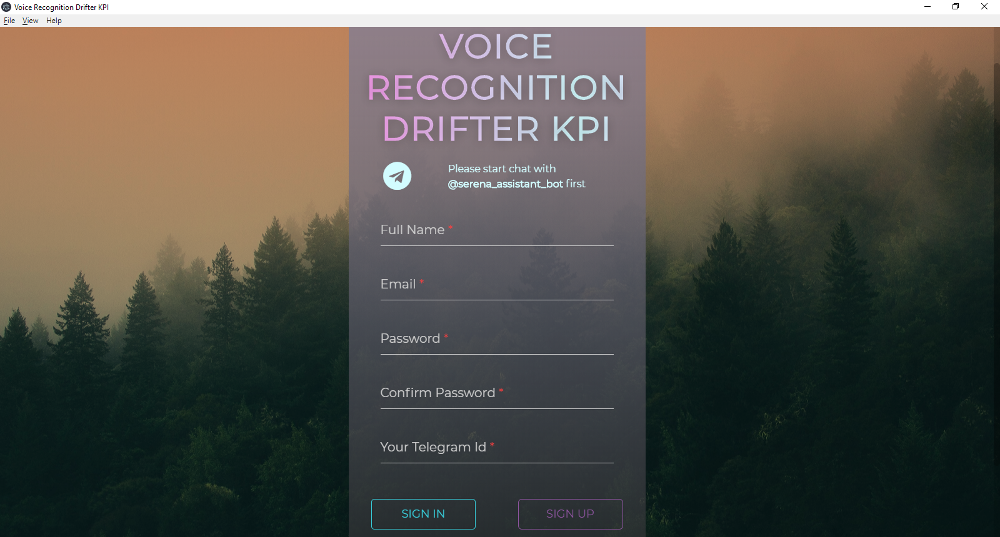 Voice Recognition Drifter KPI
File View Help
VOICE
RECOGNITION
DRIFTER KPI
Please start chat with
@serena_assistant_bot first
Full Name *
Email *
Password *
Confirm Password *
Your Telegram Id *
SIGN IN SIGN UP